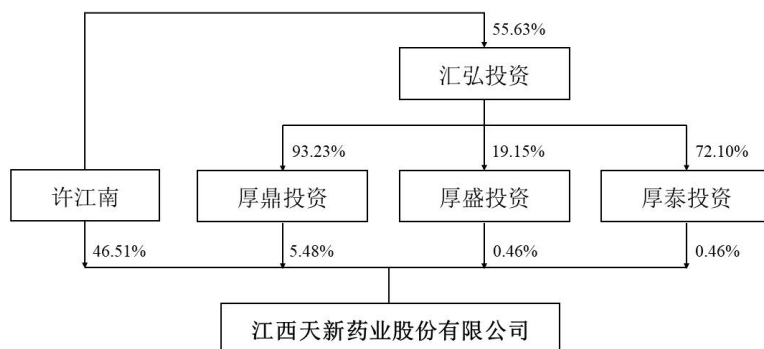 55.63%
汇弘投资
93.23%
19.15%
72.10%
许江南
厚鼎投资
厚盛投资
厚泰投资
46.51%
5.48%
0.46%
0.46%
江西天新药业股份有限公司